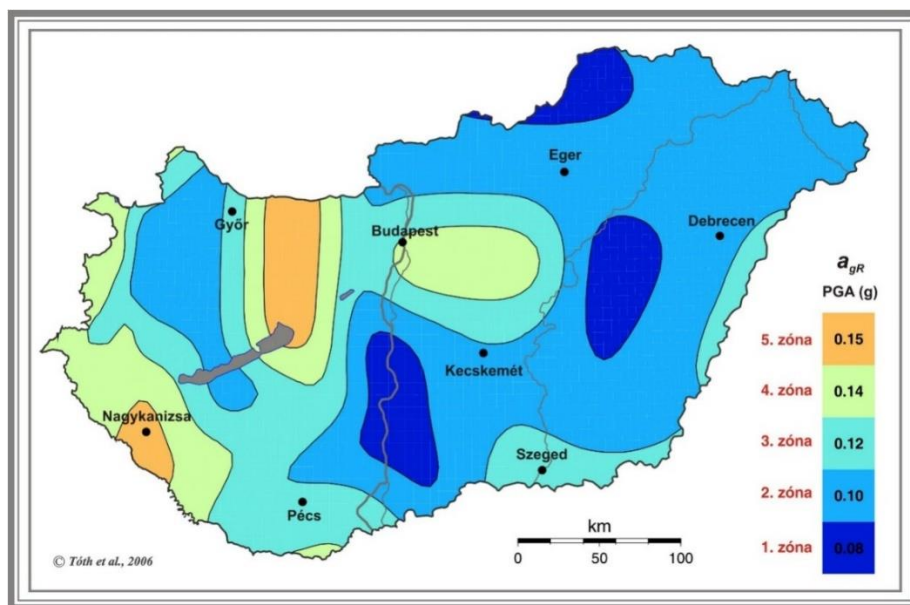 Eger
Győr
Budapest
Debrecen
a_gR
PGA (g)
5. zóna 0.15
Kecskemét
4. zóna 0.14
Nagykanizsa
3. zóna 0.12
Szeged
2. zóna 0.10
Pécs
km
1. zóna 0.08
0 50 100
© Tóth et al., 2006